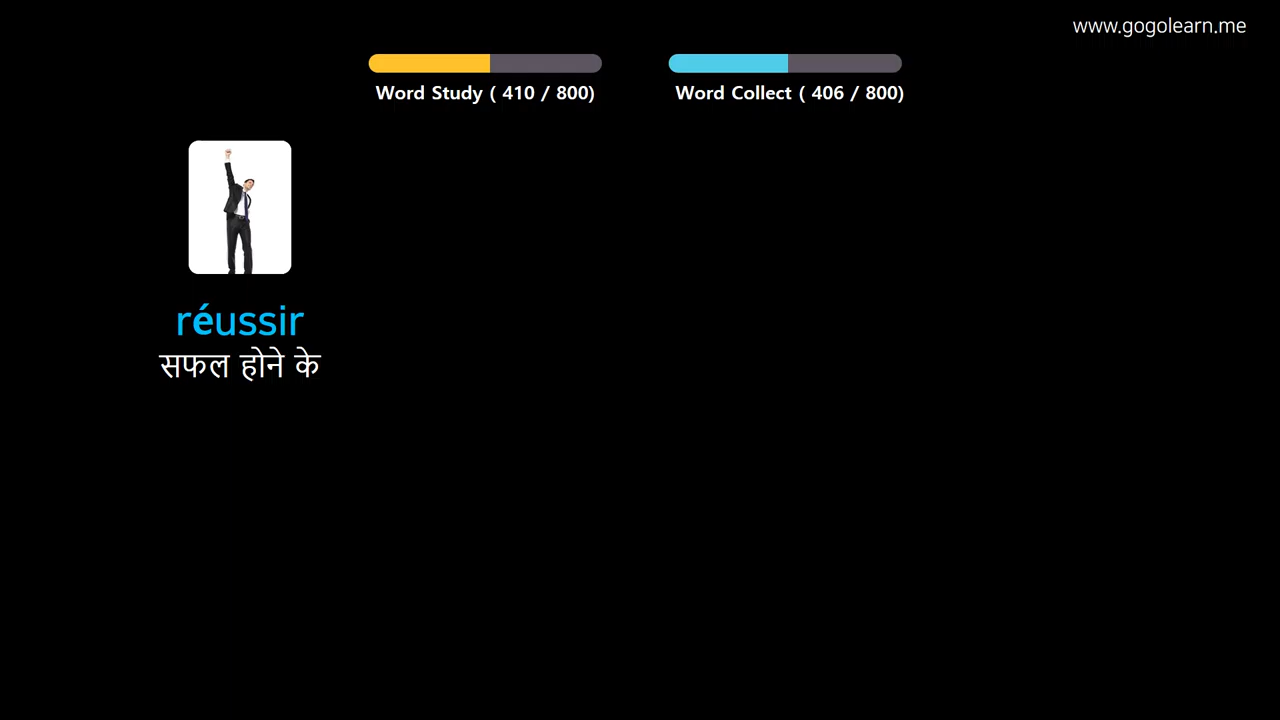 www.gogolearn.me
Word Study ( 410 / 800)
Word Collect ( 406 / 800)
réussir
सफल होने के